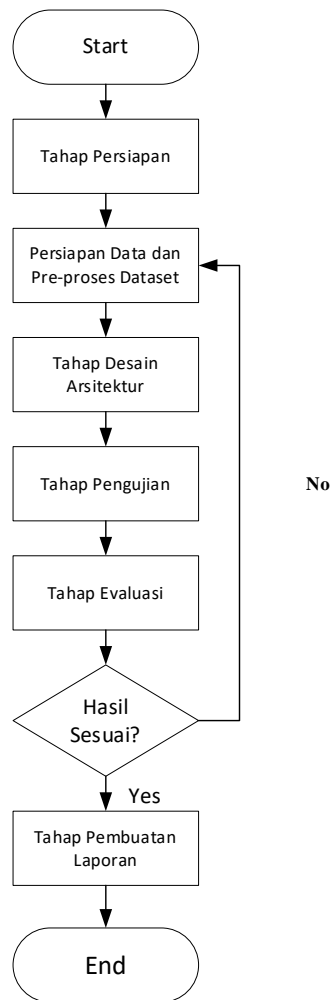 Start
Tahap Persiapan
Persiapan Data dan
Pre-proses Dataset
Tahap Desain
Arsitektur
Tahap Pengujian
No
Tahap Evaluasi
Hasil
Sesuai?
Yes
Tahap Pembuatan
Laporan
End